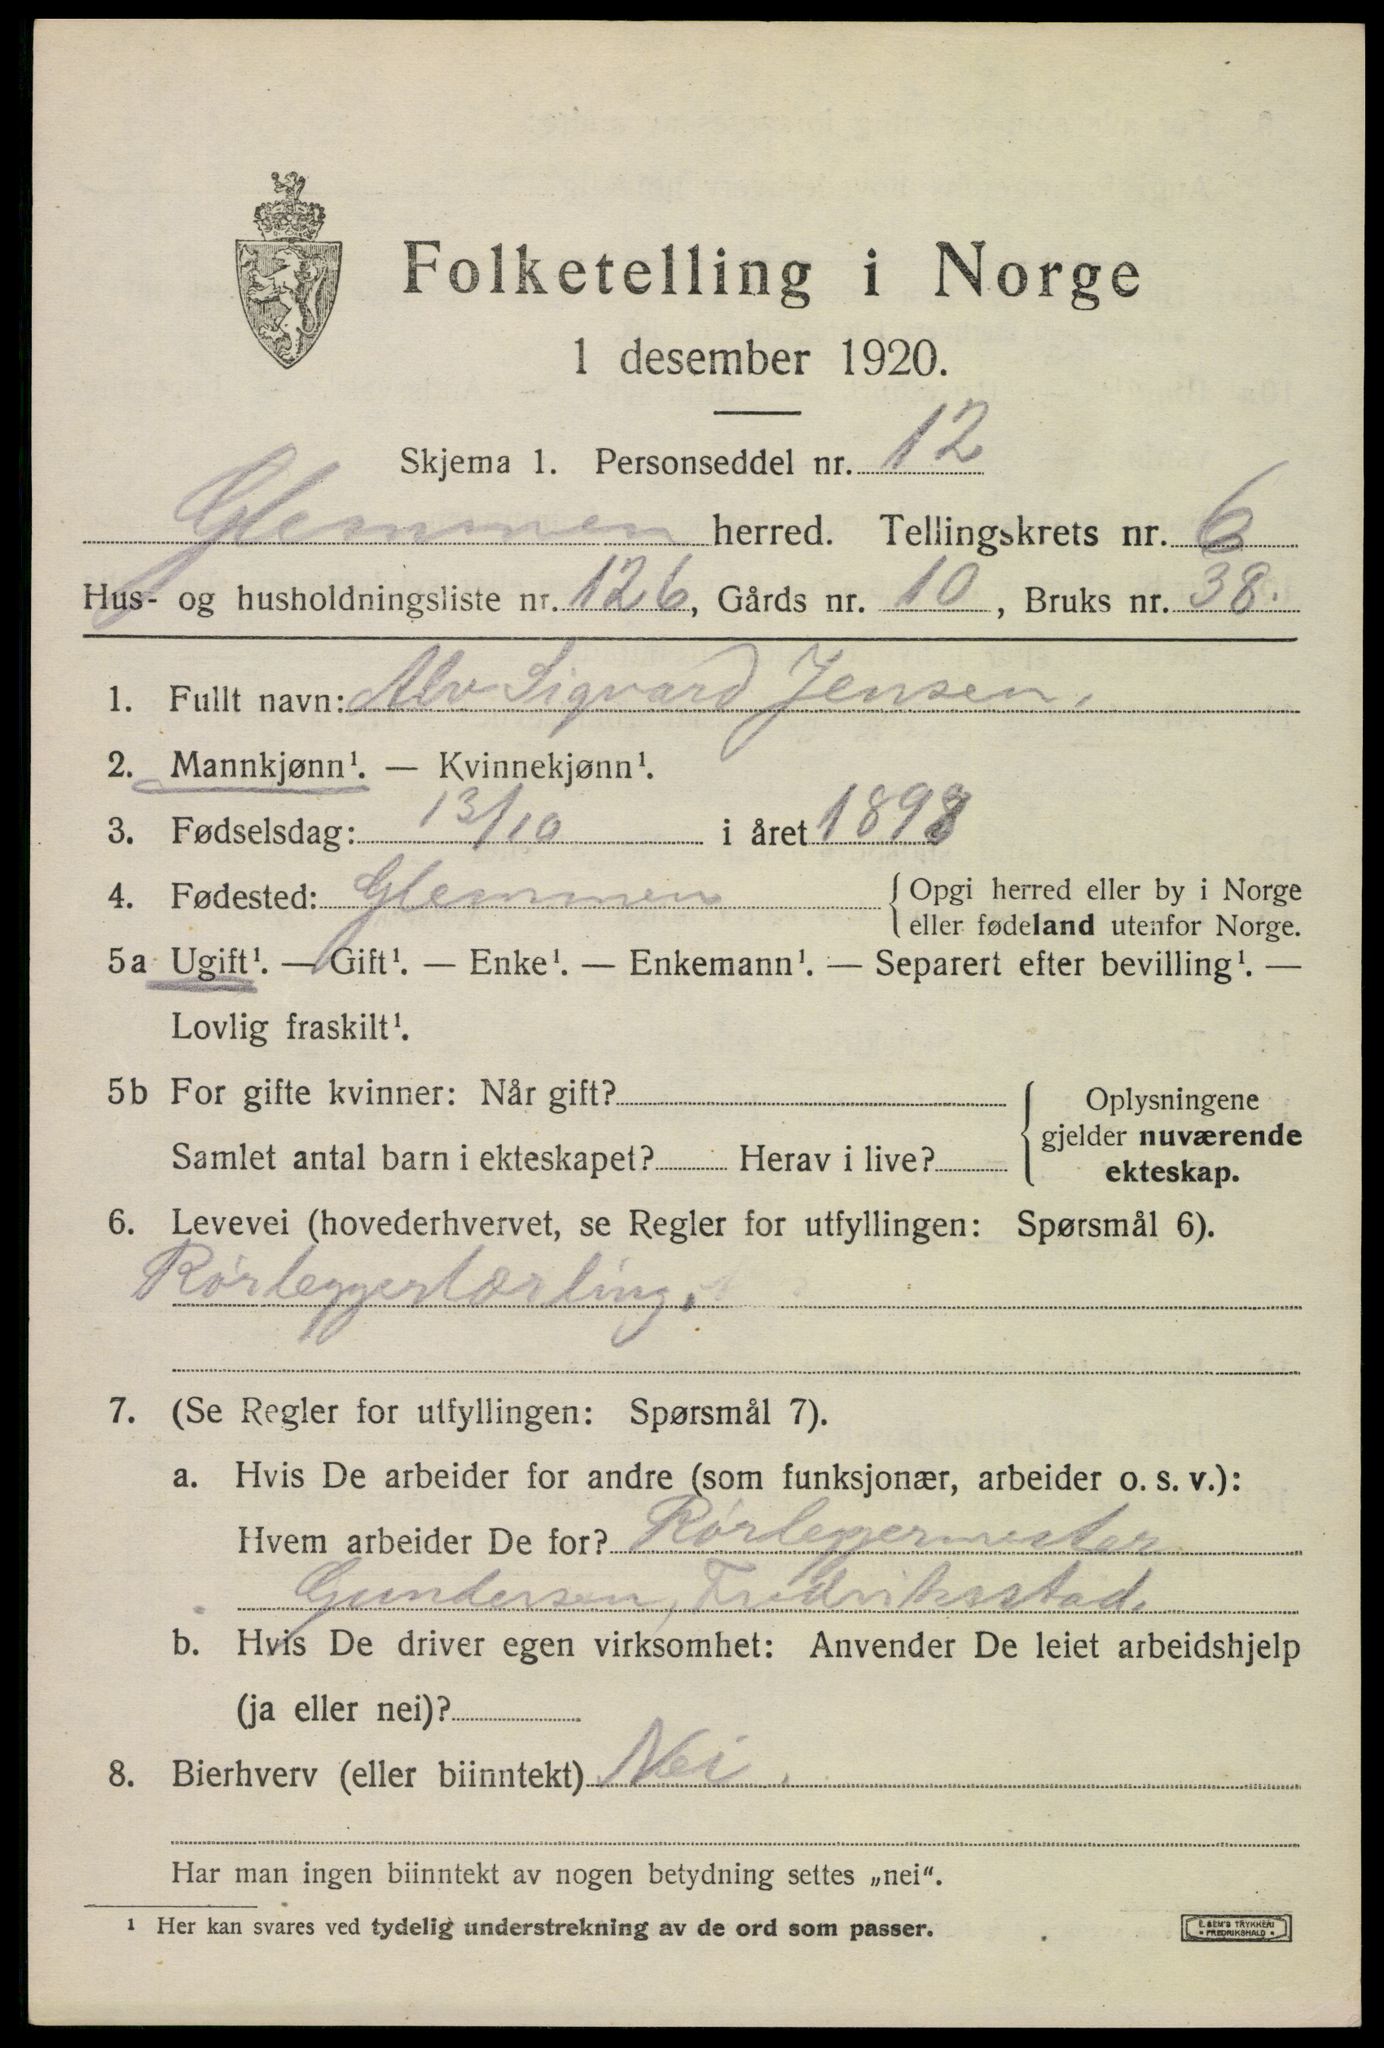 Folketelling i Norge
1 desember 1920.
Skjema 1. Personseddel nr. 12
Glemmen herred. Tellingskrets nr. 6
Hus- og husholdningsliste nr. 126, Gårds nr. 10, Bruks nr. 38.
1. Fullt navn: Alv Sigvard Jensen.
2. Mannkjønn¹. — Kvinnekjønn¹.
3. Fødselsdag: 13/10 i året
4. Fødested: Glemmen { Opgi herred eller by i Norge
eller fødeland utenfor Norge.
5a Ugift¹. — Gift¹. — Enke¹. — Enkemann¹. — Separert efter bevilling¹. —
Lovlig fraskilt¹.
5b For gifte kvinner: Når gift? { Oplysningene
gjelder nuværende
Samlet antal barn i ekteskapet? Herav i live?
ekteskap.
6. Levevei (hovederhvervet, se Regler for utfyllingen: Spørsmål 6).
Rørleggerlærling.
7. (Se Regler for utfyllingen: Spørsmål 7).
a. Hvis De arbeider for andre (som funksjonær, arbeider o. s. v.):
Hvem arbeider De for? Rørleggermester
Gundersen, Fredriksstad.
b. Hvis De driver egen virksomhet: Anvender De leiet arbeidshjelp
(ja eller nei)?
8. Bierhverv (eller biinntekt) Nei.
Har man ingen biinntekt av nogen betydning settes „nei“.
¹ Her kan svares ved tydelig understrekning av de ord som passer.
E. SEM'S TRYKKERI
* FREDRIKSHALD *